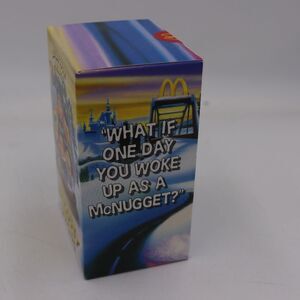 "WHAT IF
ONE DAY
YOU WOKE
UP AS A
McNUGGET?"